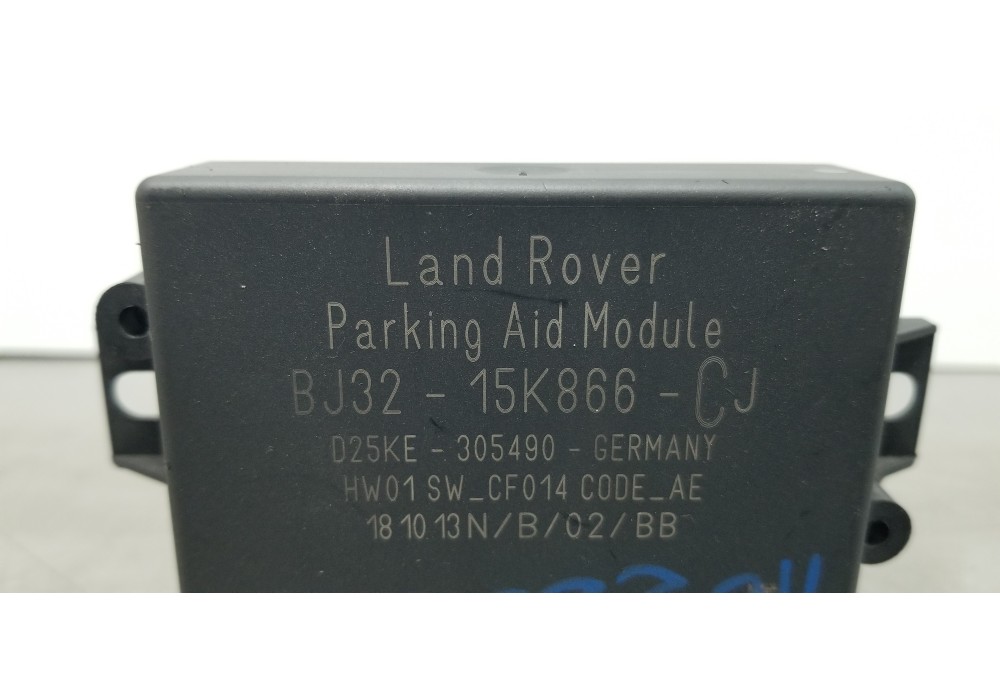 Land Rover
Parking Aid Module
BJ32 - 15K866 - CJ
D25KE - 305490 - GERMANY
HW01 SW_CF014 CODE_AE
18 10 13 N/B/02/BB